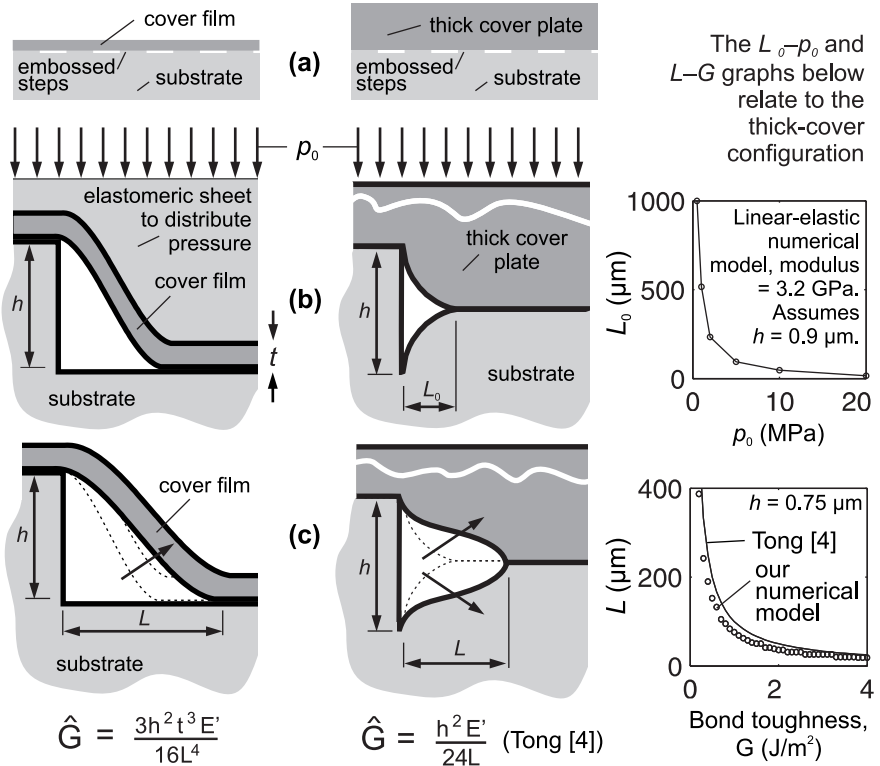 cover film
embossed
steps
substrate
(a)
thick cover plate
embossed
steps
substrate
The L₀–p₀ and
L–G graphs below
relate to the
thick-cover
configuration
p₀
elastomeric sheet
to distribute
pressure
cover film
h
t
substrate
(b)
thick cover
plate
h
L₀
substrate
1000
500
0
L₀ (μm)
Linear-elastic
numerical
model, modulus
= 3.2 GPa.
Assumes
h = 0.9 μm.
0
10
20
p₀ (MPa)
cover film
h
L
substrate
(c)
h
L
400
200
0
L (μm)
h = 0.75 μm
Tong [4]
our
numerical
model
0
2
4
Bond toughness,
G (J/m²)
Ĝ = 3h²t³E'/16L⁴
Ĝ = h²E'/24L (Tong [4])